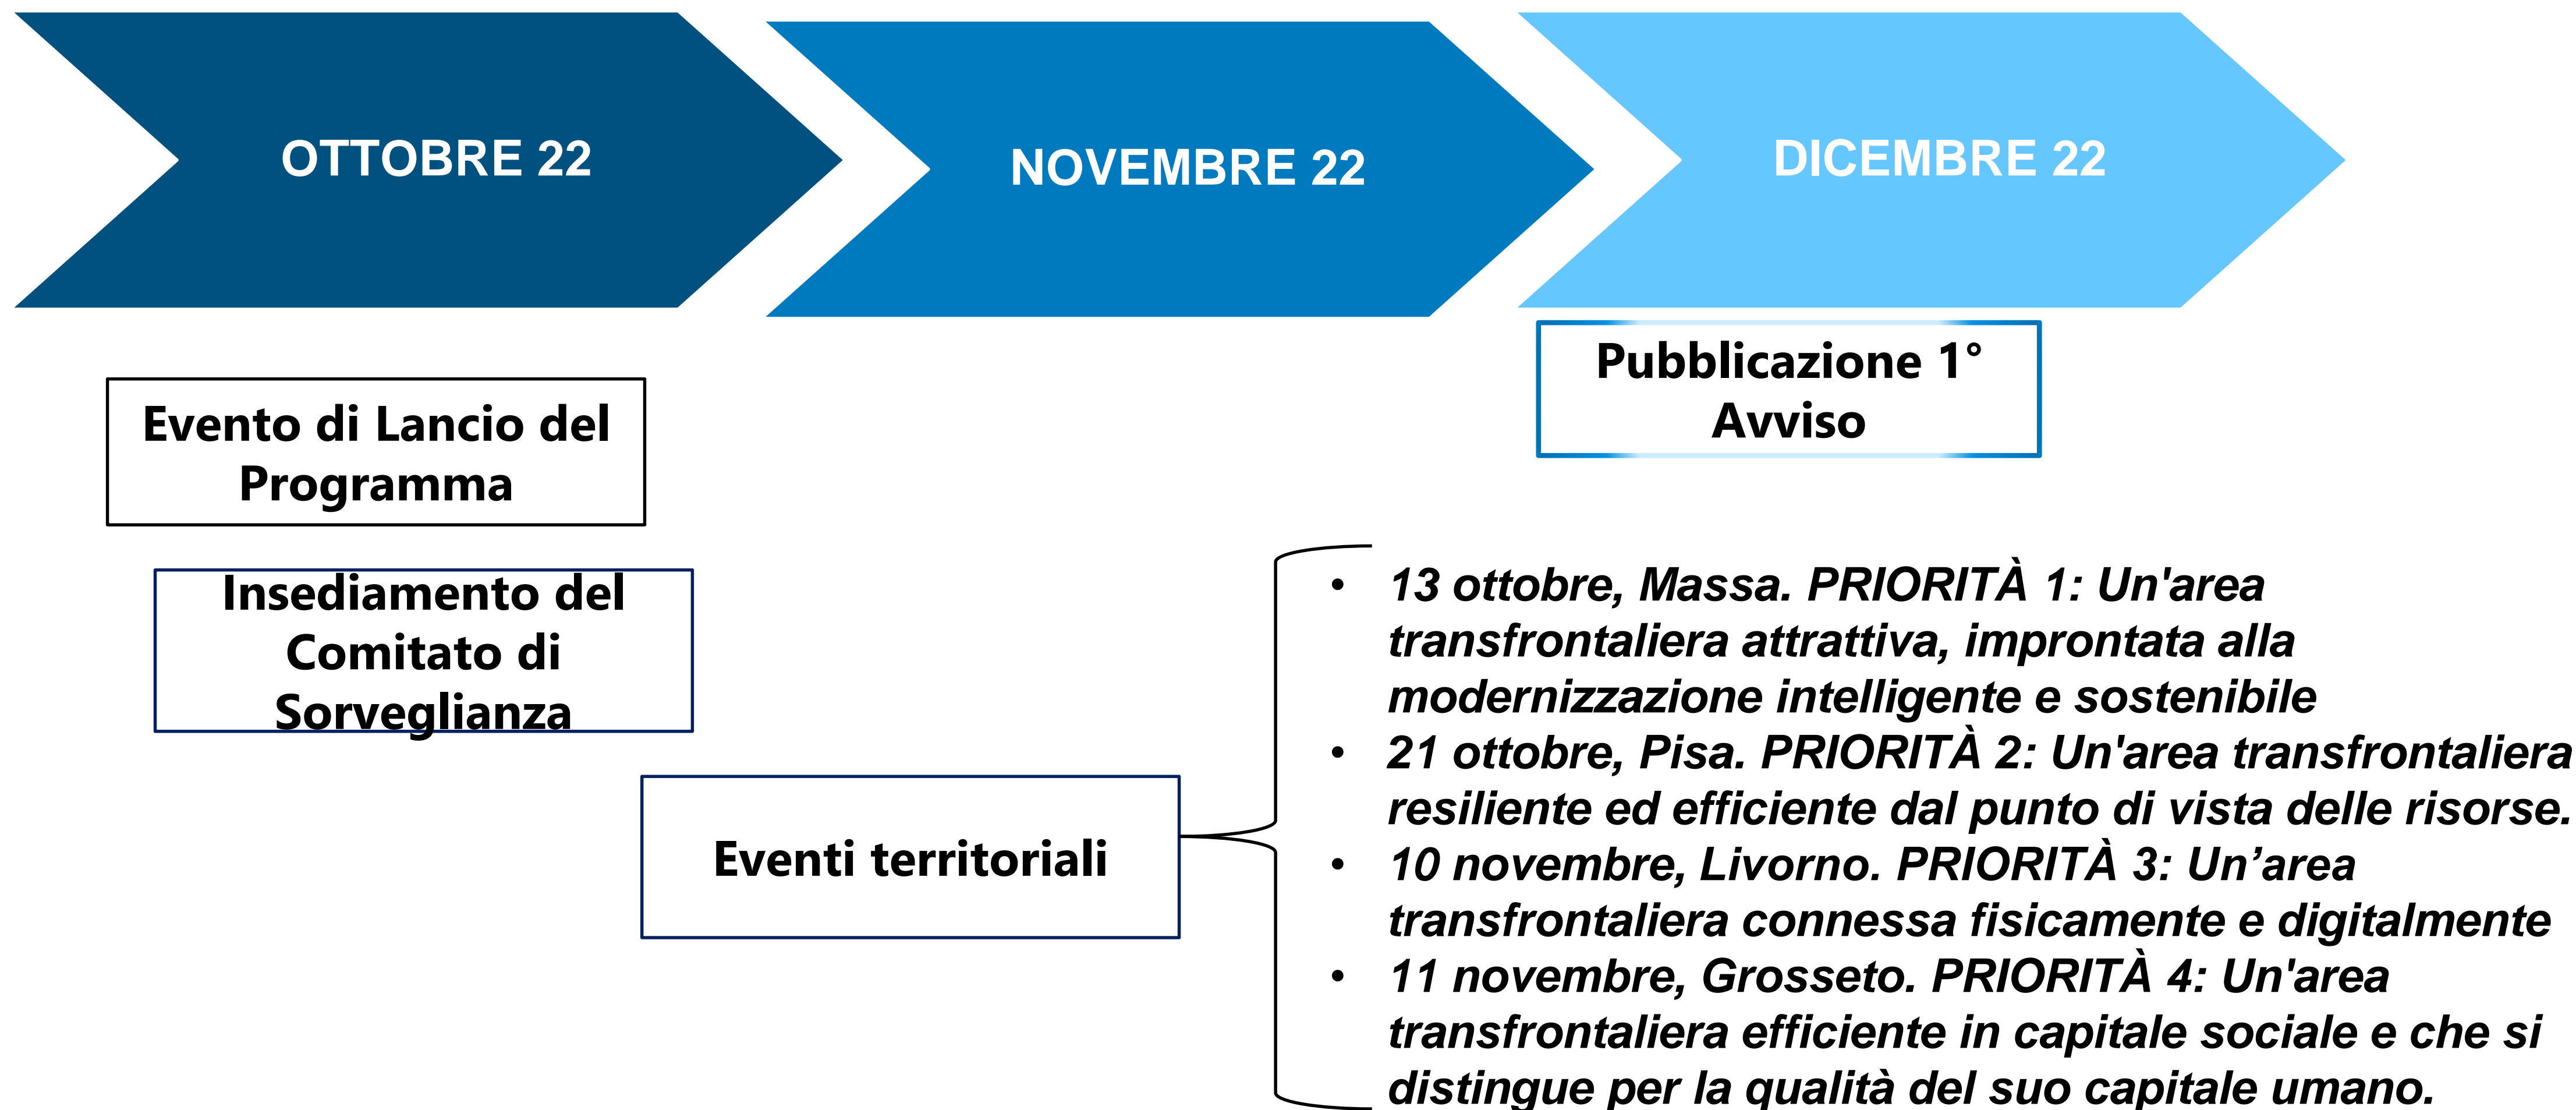 OTTOBRE 22
NOVEMBRE 22
DICEMBRE 22
Pubblicazione 1°
Avviso
Evento di Lancio del
Programma
Insediamento del
Comitato di
Sorveglianza
Eventi territoriali
• 13 ottobre, Massa. PRIORITÀ 1: Un'area
transfrontaliera attrattiva, improntata alla
modernizzazione intelligente e sostenibile
• 21 ottobre, Pisa. PRIORITÀ 2: Un'area transfrontaliera
resiliente ed efficiente dal punto di vista delle risorse.
• 10 novembre, Livorno. PRIORITÀ 3: Un’area
transfrontaliera connessa fisicamente e digitalmente
• 11 novembre, Grosseto. PRIORITÀ 4: Un'area
transfrontaliera efficiente in capitale sociale e che si
distingue per la qualità del suo capitale umano.